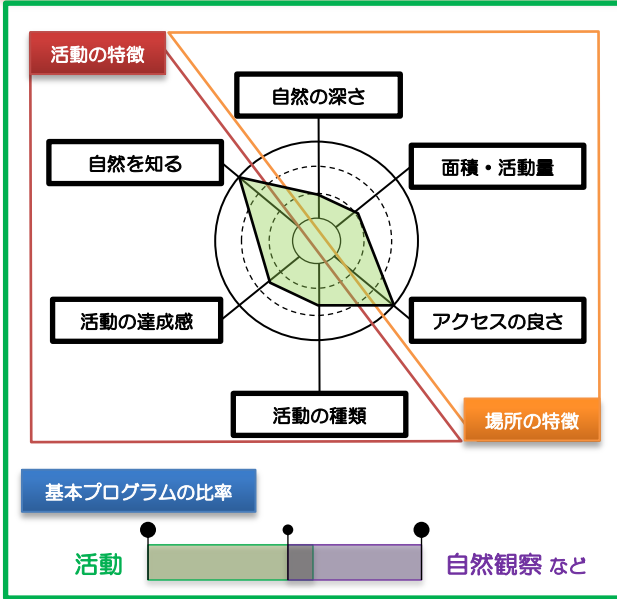 活動の特徴
自然の深さ
自然を知る
面積・活動量
活動の達成感
アクセスの良さ
活動の種類
場所の特徴
基本プログラムの比率
活動
自然観察 など